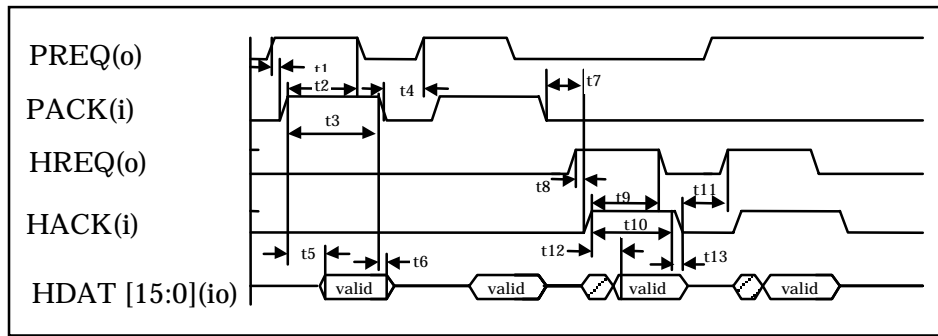 PREQ(o)
t1
t2
t4
t7
PACK(i)
t3
HREQ(o)
t8
t9
t11
HACK(i)
t10
t5
t6
t12
t13
HDAT [15:0](io)
valid
valid
valid
valid